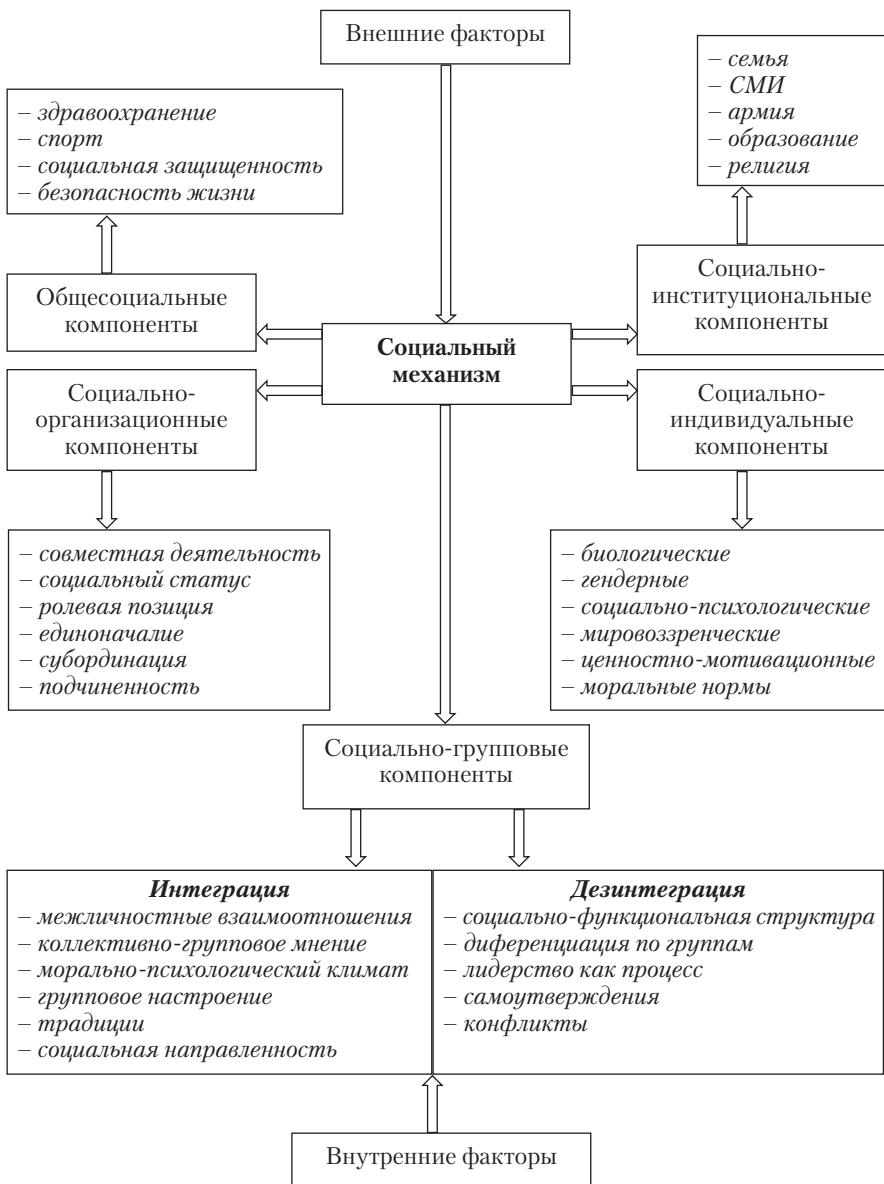 Внешние факторы
– семья
– СМИ
– армия
– образование
– религия
– здравоохранение
– спорт
– социальная защищенность
– безопасность жизни
Общесоциальные
компоненты
Социально-
институциональные
компоненты
Социальный
механизм
Социально-
организационные
компоненты
Социально-
индивидуальные
компоненты
– совместная деятельность
– социальный статус
– ролевая позиция
– единоначалие
– субординация
– подчиненность
– биологические
– гендерные
– социально-психологические
– мировоззренческие
– ценностно-мотивационные
– моральные нормы
Социально-групповые
компоненты
Интеграция
– межличностные взаимоотношения
– коллективно-групповое мнение
– морально-психологический климат
– групповое настроение
– традиции
– социальная направленность
Дезинтеграция
– социально-функциональная структура
– диференциация по группам
– лидерство как процесс
– самоутверждения
– конфликты
Внутренние факторы